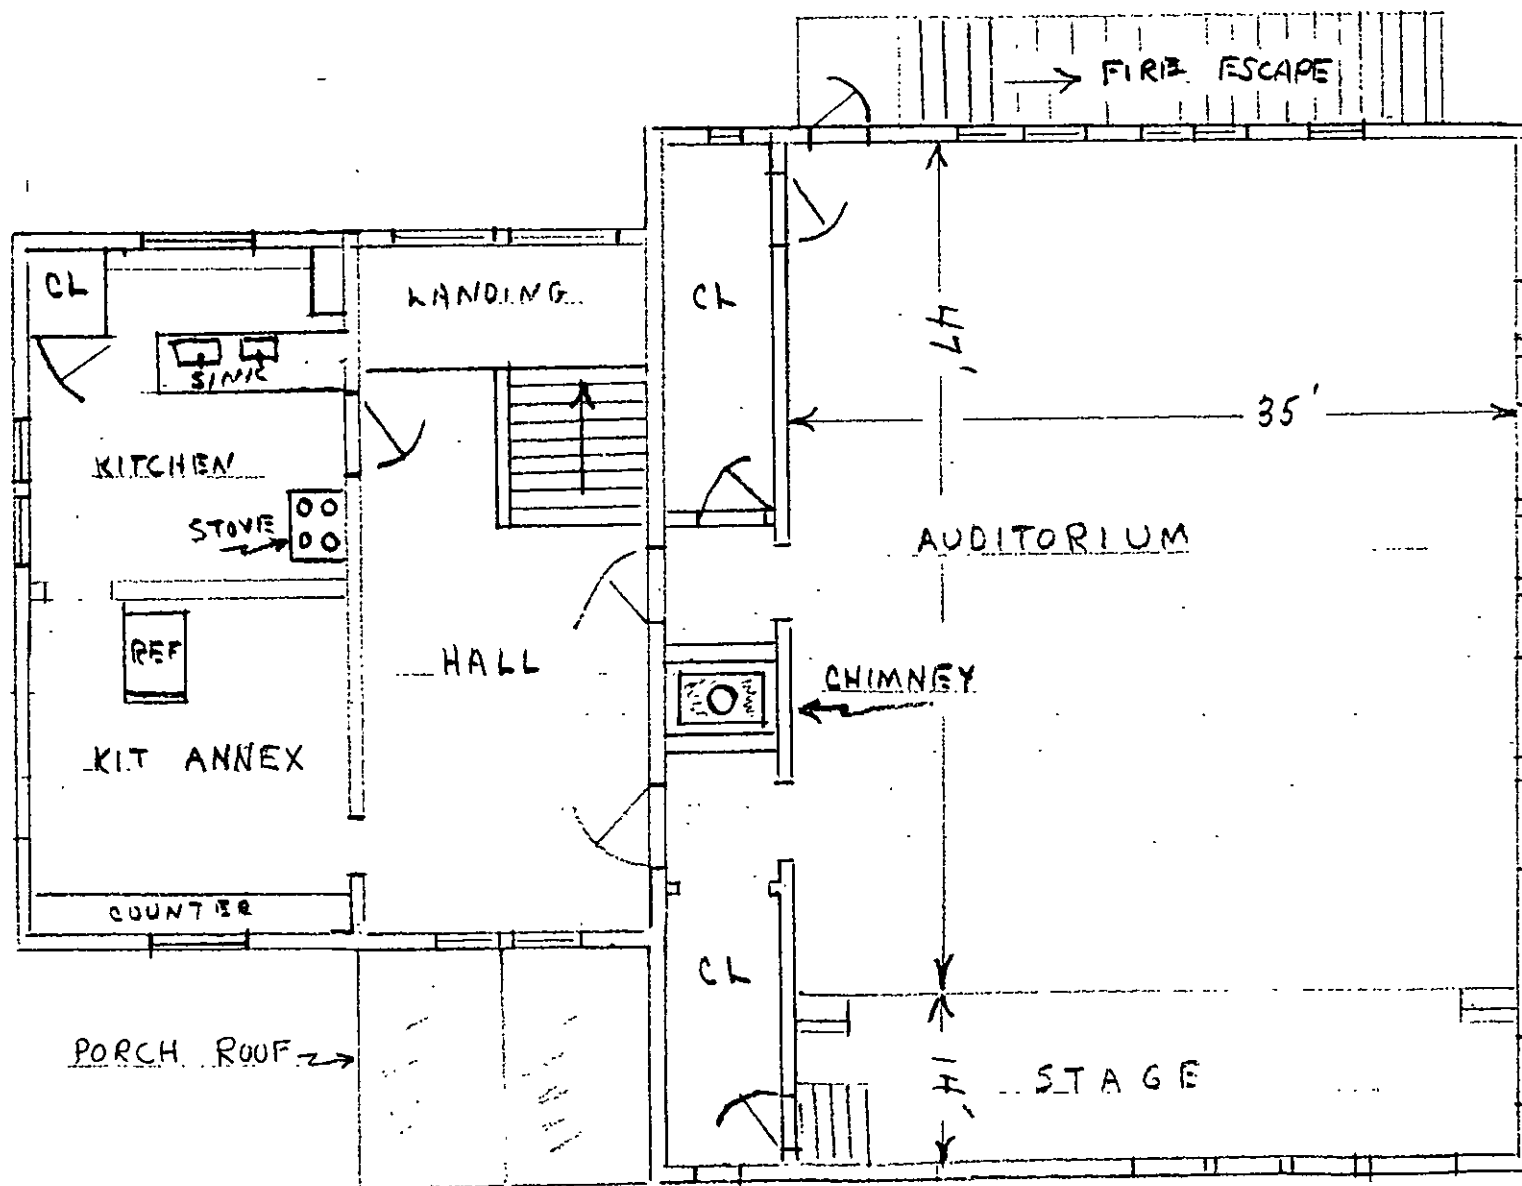 FIRE ESCAPE
CL
LANDING
CL
47'
SINK
35'
KITCHEN
STOVE
AUDITORIUM
REF
HALL
CHIMNEY
KIT ANNEX
COUNTER
CL
PORCH ROOF
14'
STAGE